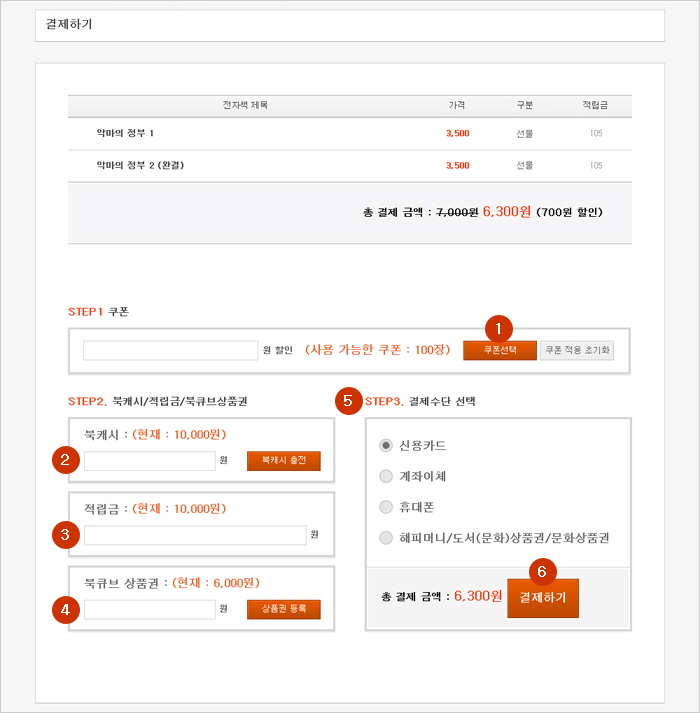 결제하기
전자책 제목 가격 구분 적립금
악마의 정부 1 3,500 선물 105
악마의 정부 2 (완결) 3,500 선물 105
총 결제 금액 : 7,000원 6,300원 (700원 할인)
STEP1 쿠폰
1
원 할인 (사용 가능한 쿠폰 : 100장) 쿠폰선택 쿠폰 적용 초기화
STEP2. 북캐시/적립금/북큐브상품권
북캐시 : (현재 : 10,000원)
2 원 북캐시 충전
적립금 : (현재 : 10,000원)
3 원
북큐브 상품권 : (현재 : 6,000원)
4 원 상품권 등록
5 STEP3. 결제수단 선택
신용카드
계좌이체
휴대폰
해피머니/도서(문화)상품권/문화상품권
6
총 결제 금액 : 6,300원 결제하기